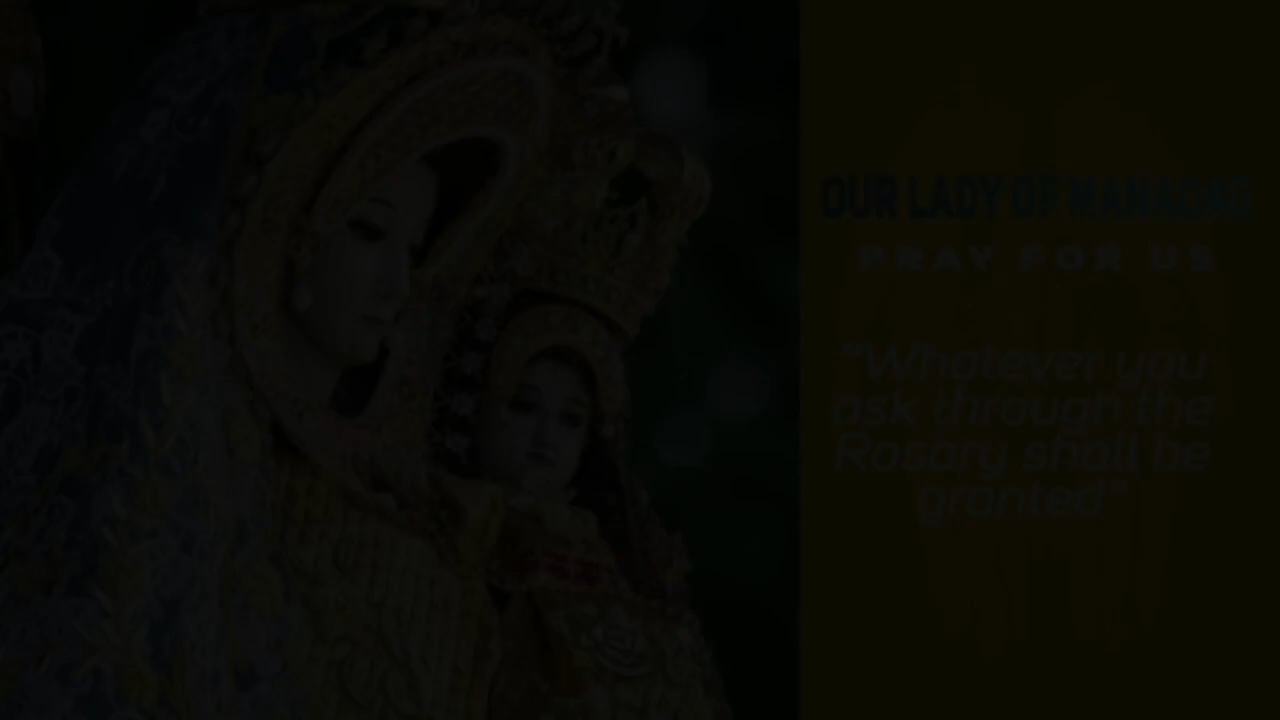 OUR LADY OF MANAOAG
PRAY FOR US
"Whatever you
ask through the
Rosary shall be
granted"